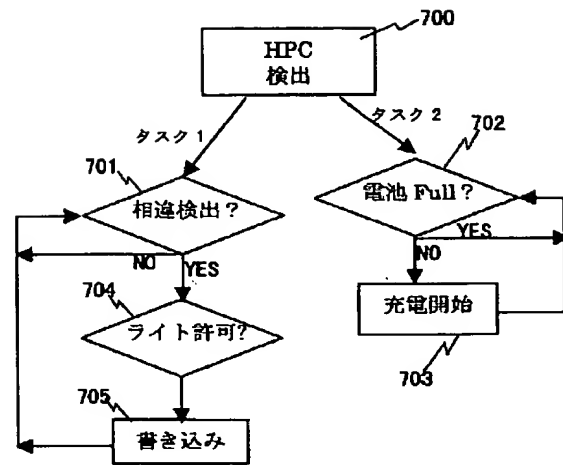 700
HPC
検出
タスク 1
タスク 2
701
702
相違検出？
電池 Full？
NO
YES
YES
NO
704
ライト許可?
充電開始
703
705
書き込み